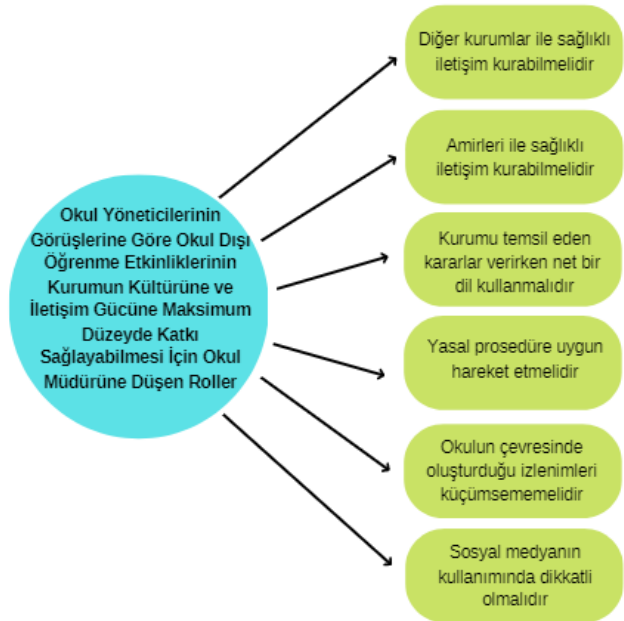 Okul Yöneticilerinin
Görüşlerine Göre Okul Dışı
Öğrenme Etkinliklerinin
Kurumun Kültürüne ve
İletişim Gücüne Maksimum
Düzeyde Katkı
Sağlayabilmesi İçin Okul
Müdürüne Düşen Roller
Diğer kurumlar ile sağlıklı
iletişim kurabilmelidir
Amirleri ile sağlıklı
iletişim kurabilmelidir
Kurumu temsil eden
kararlar verirken net bir
dil kullanmalıdır
Yasal prosedüre uygun
hareket etmelidir
Okulun çevresinde
oluşturduğu izlenimleri
küçümsememelidir
Sosyal medyanın
kullanımında dikkatli
olmalıdır